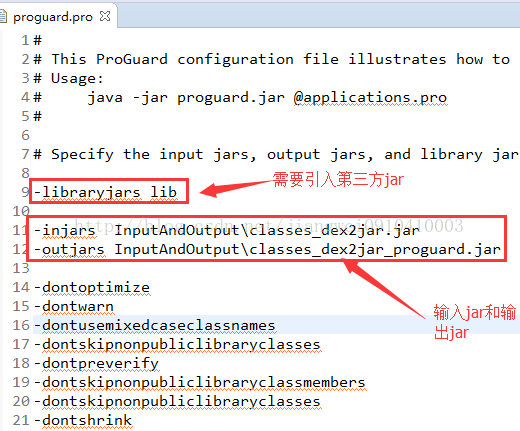 proguard.pro
1 #
2 # This ProGuard configuration file illustrates how to
3 # Usage:
4 #     java -jar proguard.jar @applications.pro
5 #
6
7 # Specify the input jars, output jars, and library jar
8
9 -libraryjars lib
需要引入第三方jar
10
http://blog.csdn.net/jiangwei0910410003
11 -injars  InputAndOutput\classes_dex2jar.jar
12 -outjars InputAndOutput\classes_dex2jar_proguard.jar
13
输入jar和输
出jar
14 -dontoptimize
15 -dontwarn
16 -dontusemixedcaseclassnames
17 -dontskipnonpubliclibraryclasses
18 -dontpreverify
19 -dontskipnonpubliclibraryclassmembers
20 -dontskipnonpubliclibraryclasses
21 -dontshrink